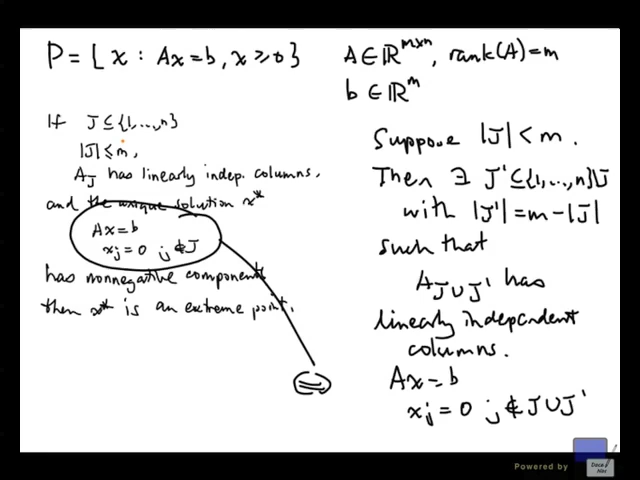 P = { x : Ax = b, x ≥ 0 }
A ∈ ℝ^{m×n}, rank(A) = m
b ∈ ℝ^m
If J ⊆ {1,...,n}
|J| ≤ m,
A_J has linearly indep. columns,
and the unique solution x*
Ax = b
x_j = 0 j ∉ J
has nonnegative components
then x* is an extreme point.
Suppose |J| < m.
Then ∃ J' ⊆ {1,...,n}\J
with |J'| = m - |J|
such that
A_{J∪J'} has
linearly independent
columns.
Ax = b
x_j = 0 j ∉ J ∪ J'
Powered by